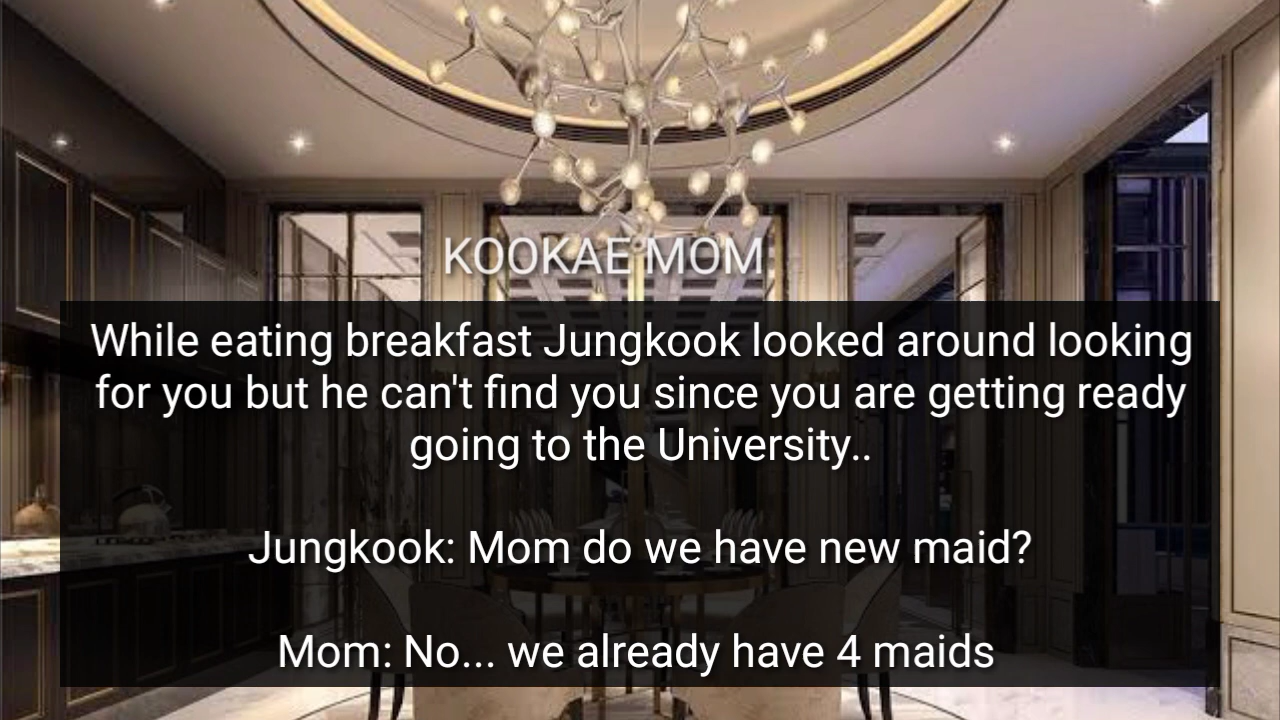 KOOKAE MOM:
While eating breakfast Jungkook looked around looking
for you but he can't find you since you are getting ready
going to the University..
Jungkook: Mom do we have new maid?
Mom: No... we already have 4 maids